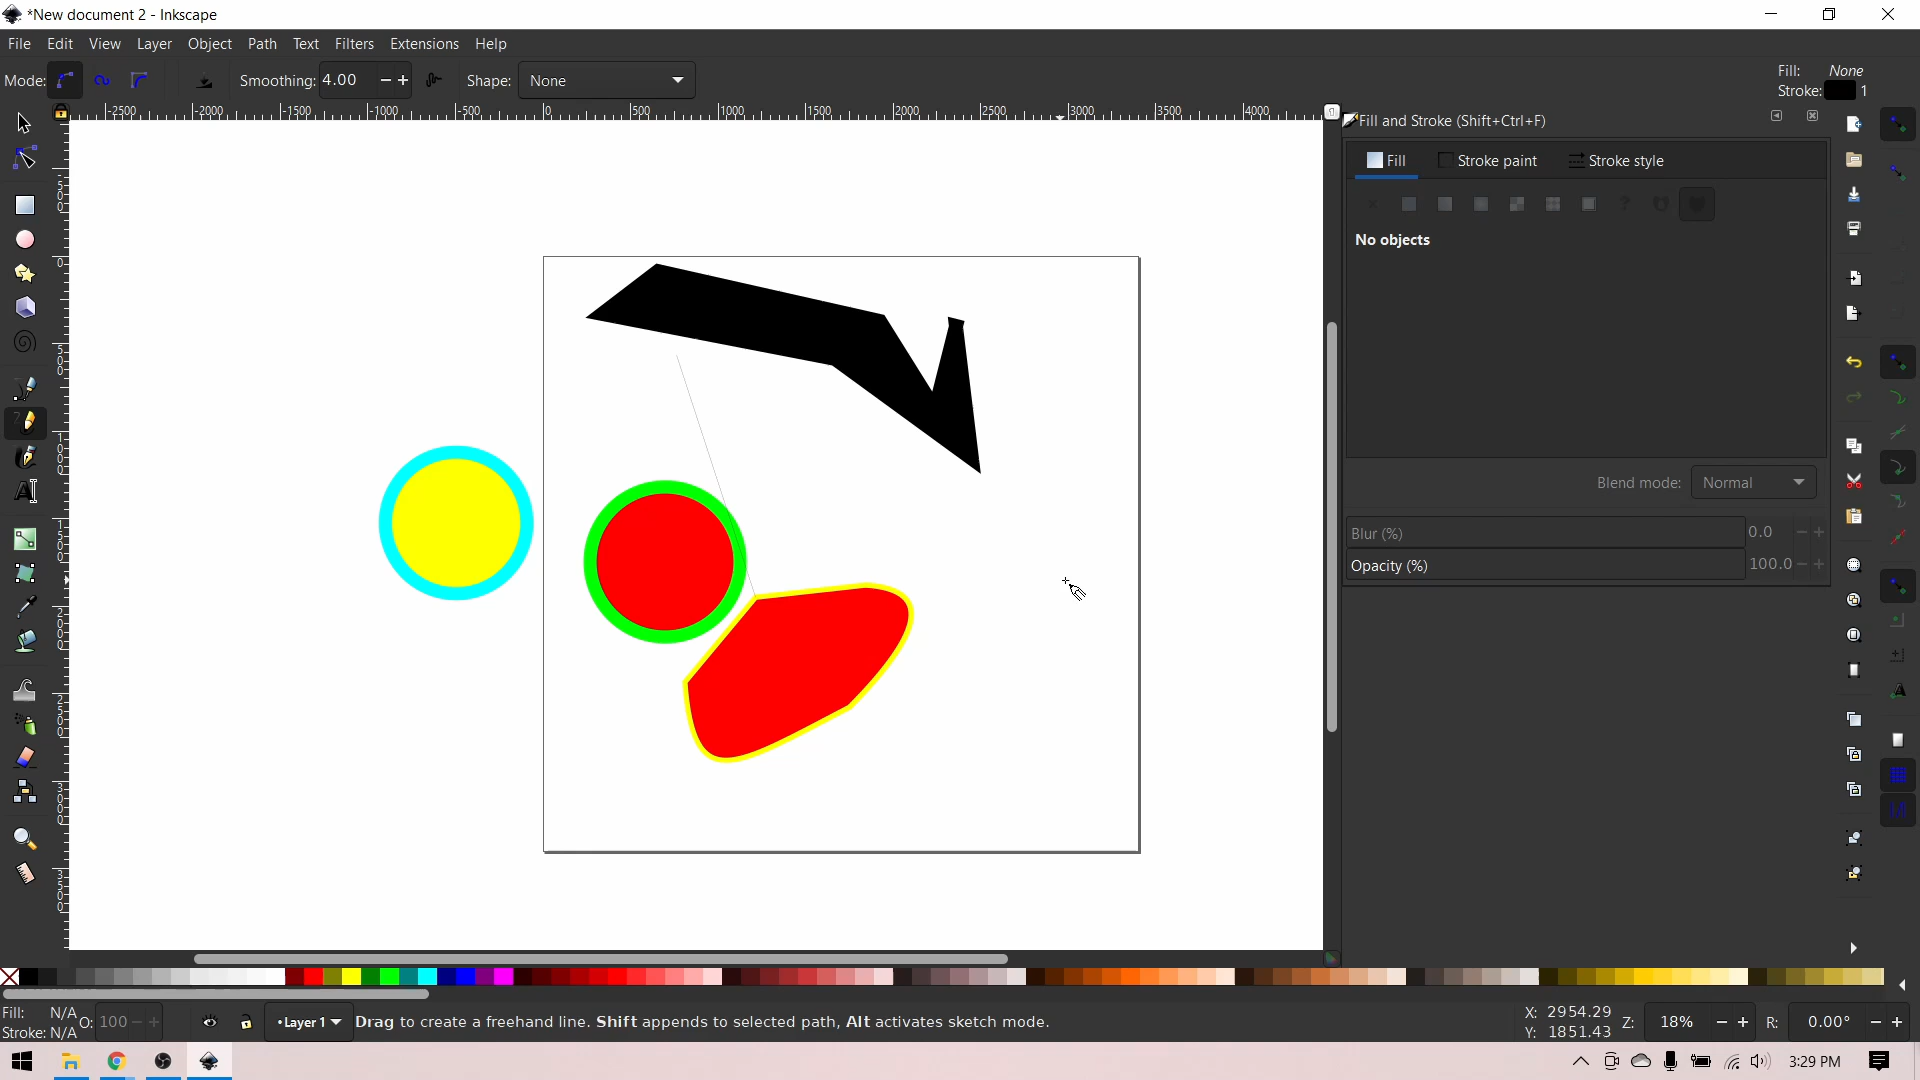 *New document 2 - Inkscape
File Edit View Layer Object Path Text Filters Extensions Help
Mode: Smoothing: 4.00 Shape: None
Fill: None
Stroke: 1
-2500 -2000 -1500 -1000 -500 0 500 1000 1500 2000 2500 3000 3500 4000
Fill and Stroke (Shift+Ctrl+F)
Fill Stroke paint Stroke style
No objects
Blend mode: Normal
Blur (%) 0.0
Opacity (%) 100.0
Fill: N/A
Stroke: N/A
O: 100
•Layer 1
Drag to create a freehand line. Shift appends to selected path, Alt activates sketch mode.
X: 2954.29
Y: 1851.43
Z: 18%
R: 0.00°
3:29 PM